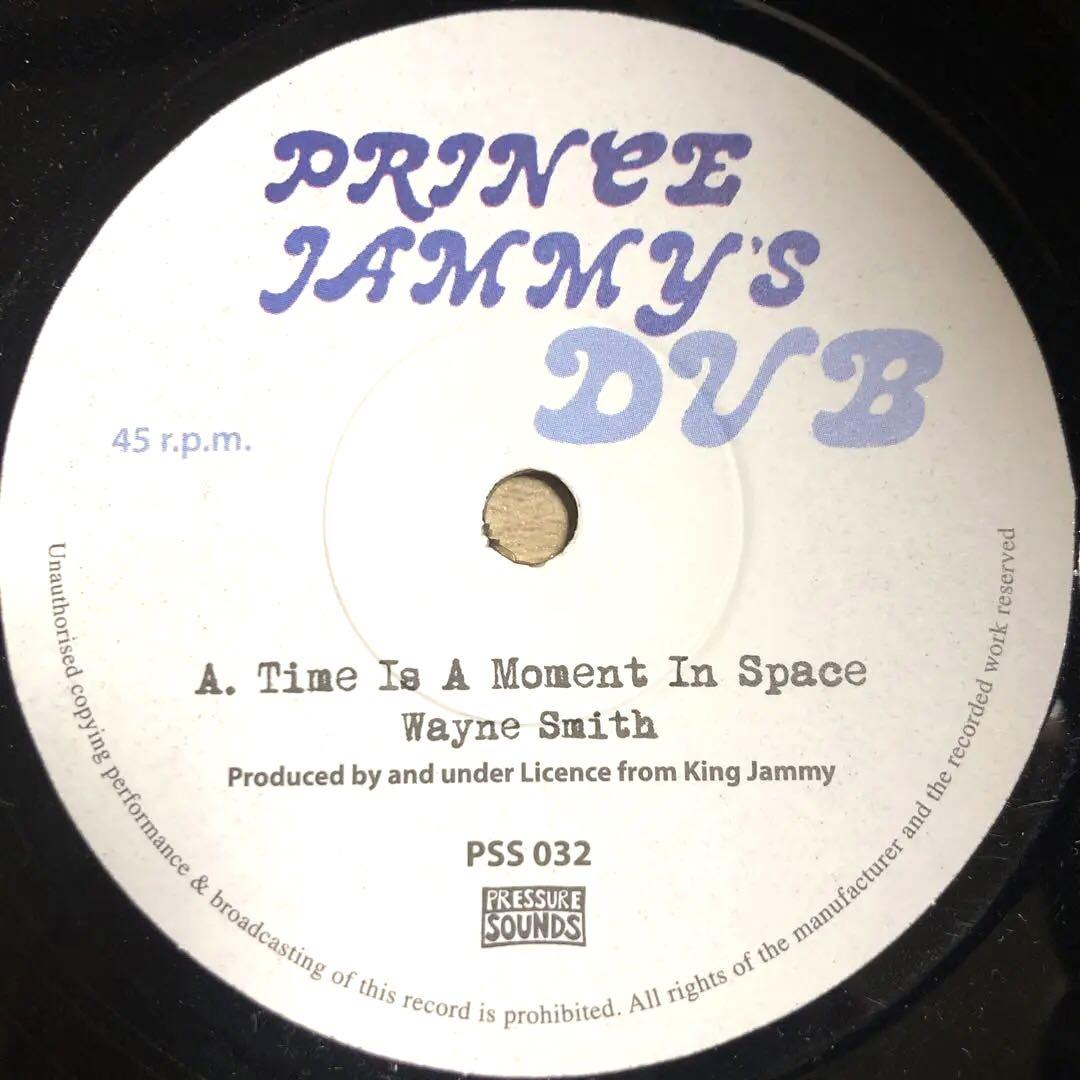 PRINCE
JAMMY'S
DUB
45 r.p.m.
A. Time Is A Moment In Space
Wayne Smith
Produced by and under Licence from King Jammy
PSS 032
PRESSURE
SOUNDS
Unauthorised copying performance & broadcasting of this record is prohibited. All rights of the manufacturer and the recorded work reserved